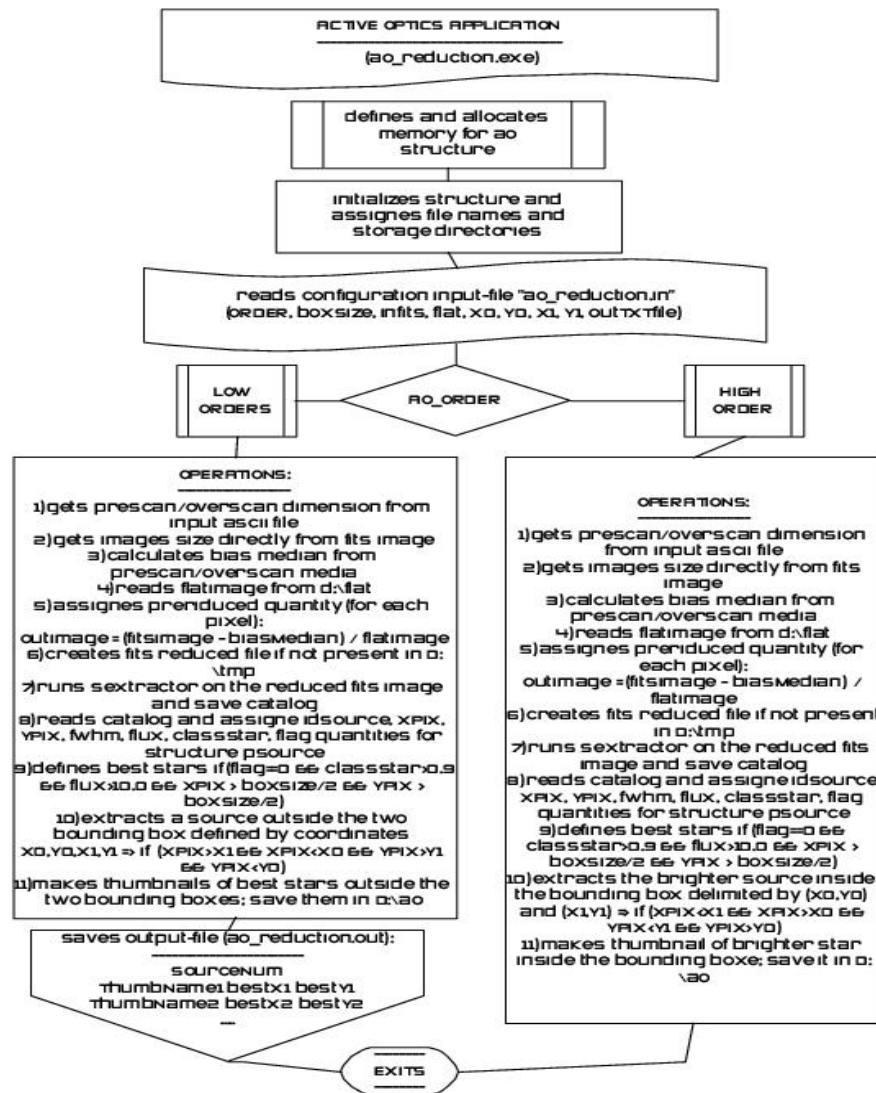 ACTIVE OPTICS APPLICATION
(ao_reduction.exe)
defines and allocates
memory for ao
structure
initializes structure and
assignes file names and
storage directories
reads configuration input-file "ao_reduction.in"
(ORDER, boxsize, infits, flat, X0, Y0, X1, Y1, outTXTfile)
LOW
ORDERS
AO_ORDER
HIGH
ORDER
OPERATIONS:
1)gets prescan/overscan dimension from
input ascii file
2)gets images size directly from fits image
3)calculates bias median from
prescan/overscan media
4)reads flatimage from d:\flat
5)assignes preriduced quantity (for each
pixel):
outimage = (fitsimage - biasMedian) / flatimage
6)creates fits reduced file if not present in D:
\tmp
7)runs sextractor on the reduced fits image
and save catalog
8)reads catalog and assigne idsource, XPIX,
YPIX, fwhm, flux, classstar, flag quantities for
structure psource
9)defines best stars if(flag==0 && classstar>0.9
&& flux>10.0 && XPIX > boxsize/2 && YPIX >
boxsize/2)
10)extracts a source outside the two
bounding box defined by coordinates
X0,Y0,X1,Y1 => if (XPIX>X1 && XPIX<X0 && YPIX>Y1
&& YPIX<Y0)
11)makes thumbnails of best stars outside the
two bounding boxes; save them in D:\ao
saves output-file (ao_reduction.out):
sourcenum
ThumbName1 bestX1 bestY1
ThumbName2 bestX2 bestY2
....
OPERATIONS:
1)gets prescan/overscan dimension
from input ascii file
2)gets images size directly from fits
image
3)calculates bias median from
prescan/overscan media
4)reads flatimage from d:\flat
5)assignes preriduced quantity (for
each pixel):
outimage =(fitsimage - biasMedian) /
flatimage
6)creates fits reduced file if not present
in D:\tmp
7)runs sextractor on the reduced fits
image and save catalog
8)reads catalog and assigne idsource,
XPIX, YPIX, fwhm, flux, classstar, flag
quantities for structure psource
9)defines best stars if (flag==0 &&
classstar>0.9 && flux>10.0 && XPIX >
boxsize/2 && YPIX > boxsize/2)
10)extracts the brighter source inside
the bounding box delimited by (X0,Y0)
and (X1,Y1) => if (XPIX<X1 && XPIX>X0 &&
YPIX<Y1 && YPIX>Y0)
11)makes thumbnail of brighter star
inside the bounding boxe; save it in D:
\ao
EXITS